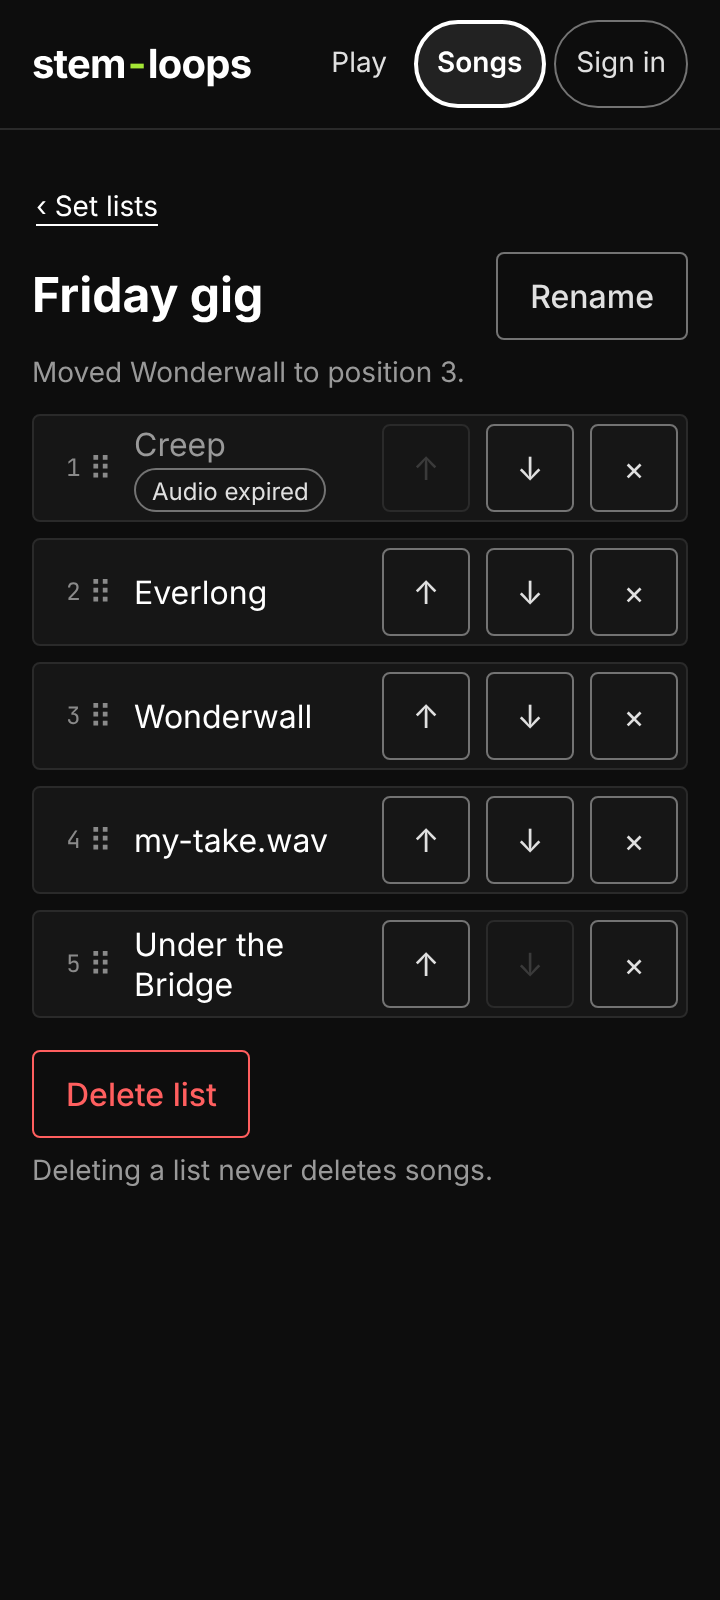 stem-loops
Play
Songs
Sign in
‹ Set lists
Friday gig
Rename
Moved Wonderwall to position 3.
1 ⠿ Creep ↑ ↓ ×
Audio expired
2 ⠿ Everlong ↑ ↓ ×
3 ⠿ Wonderwall ↑ ↓ ×
4 ⠿ my-take.wav ↑ ↓ ×
5 ⠿ Under the ↑ ↓ ×
Bridge
Delete list
Deleting a list never deletes songs.